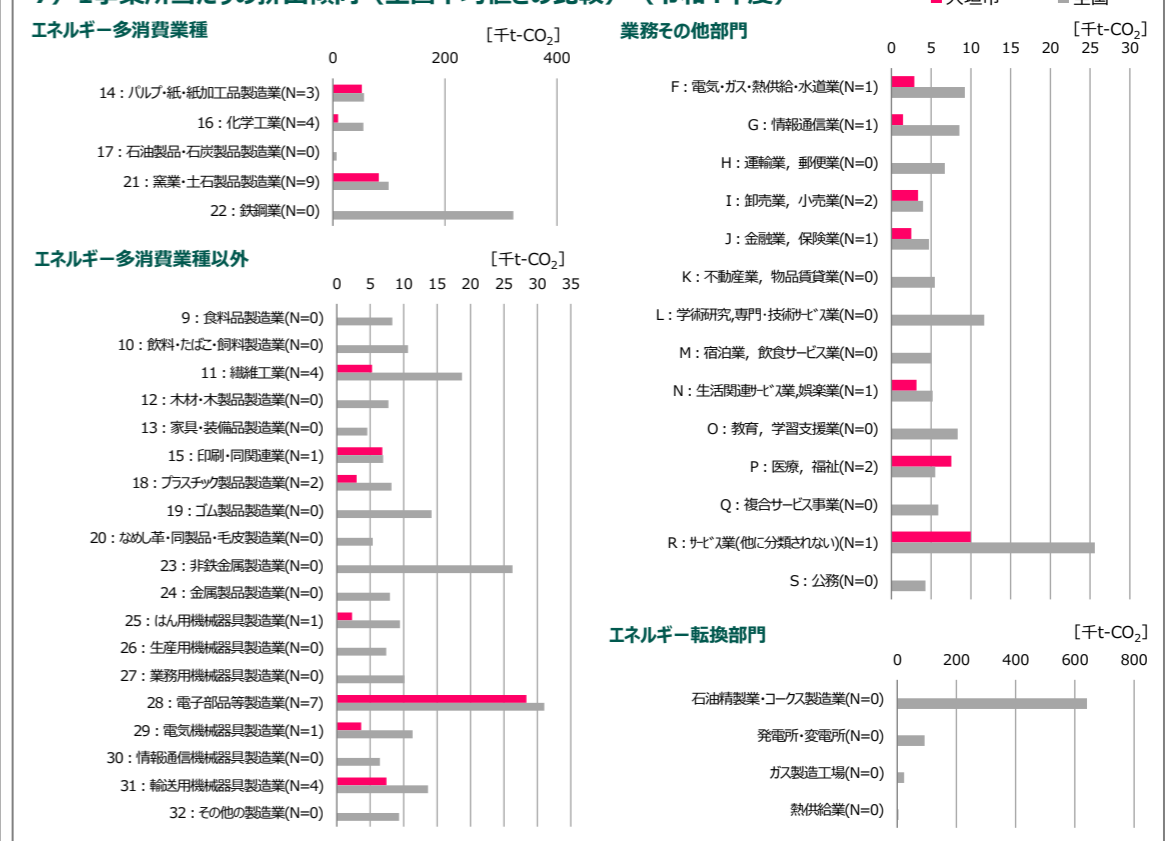 エネルギー多消費業種
[千t-CO₂]
0 200 400
14：パルプ・紙・紙加工品製造業(N=3)
16：化学工業(N=4)
17：石油製品・石炭製品製造業(N=0)
21：窯業・土石製品製造業(N=9)
22：鉄鋼業(N=0)
エネルギー多消費業種以外
[千t-CO₂]
0 5 10 15 20 25 30 35
9：食料品製造業(N=0)
10：飲料・たばこ・飼料製造業(N=0)
11：繊維工業(N=4)
12：木材・木製品製造業(N=0)
13：家具・装備品製造業(N=0)
15：印刷・同関連業(N=1)
18：プラスチック製品製造業(N=2)
19：ゴム製品製造業(N=0)
20：なめし革・同製品・毛皮製造業(N=0)
23：非鉄金属製造業(N=0)
24：金属製品製造業(N=0)
25：はん用機械器具製造業(N=1)
26：生産用機械器具製造業(N=0)
27：業務用機械器具製造業(N=0)
28：電子部品等製造業(N=7)
29：電気機械器具製造業(N=1)
30：情報通信機械器具製造業(N=0)
31：輸送用機械器具製造業(N=4)
32：その他の製造業(N=0)
業務その他部門
[千t-CO₂]
0 5 10 15 20 25 30
F：電気・ガス・熱供給・水道業(N=1)
G：情報通信業(N=1)
H：運輸業，郵便業(N=0)
I：卸売業，小売業(N=2)
J：金融業，保険業(N=1)
K：不動産業，物品賃貸業(N=0)
L：学術研究,専門・技術サービス業(N=0)
M：宿泊業，飲食サービス業(N=0)
N：生活関連サービス業,娯楽業(N=1)
O：教育，学習支援業(N=0)
P：医療，福祉(N=2)
Q：複合サービス事業(N=0)
R：サービス業(他に分類されない)(N=1)
S：公務(N=0)
エネルギー転換部門
[千t-CO₂]
0 200 400 600 800
石油精製業・コークス製造業(N=0)
発電所・変電所(N=0)
ガス製造工場(N=0)
熱供給業(N=0)